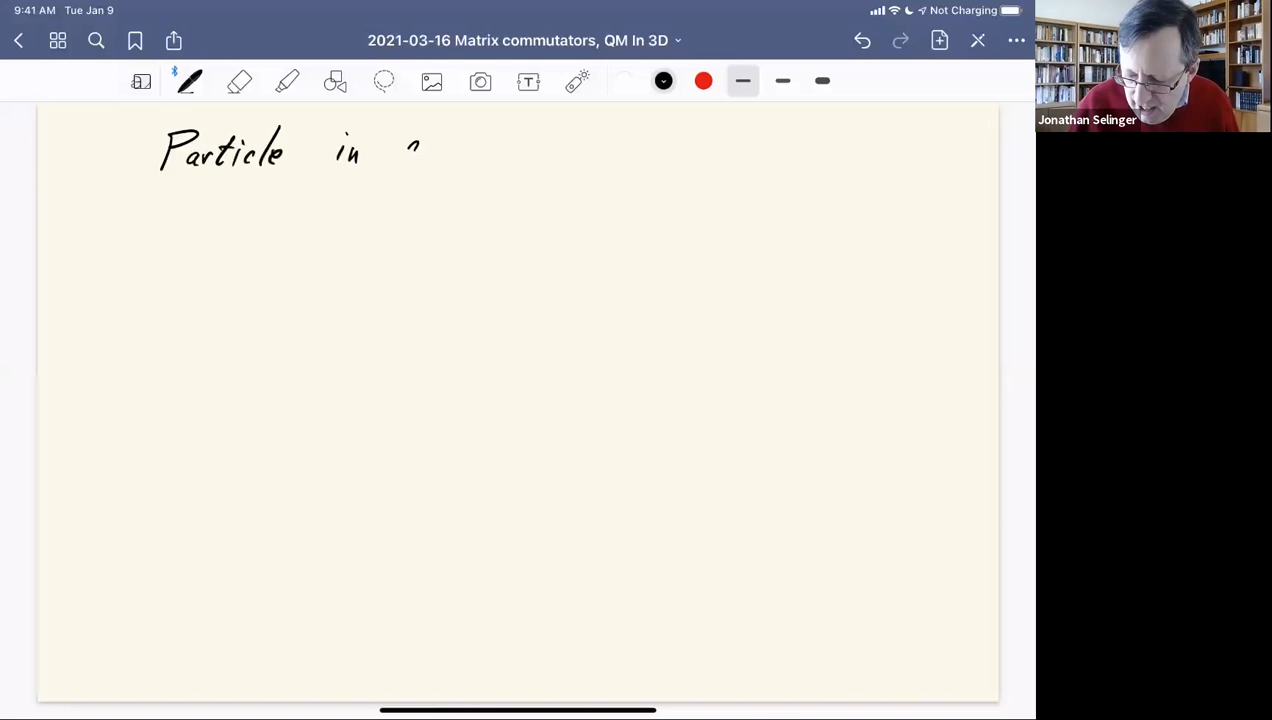 9:41 AM Tue Jan 9
Not Charging
2021-03-16 Matrix commutators, QM In 3D
T
Jonathan Selinger
Particle in